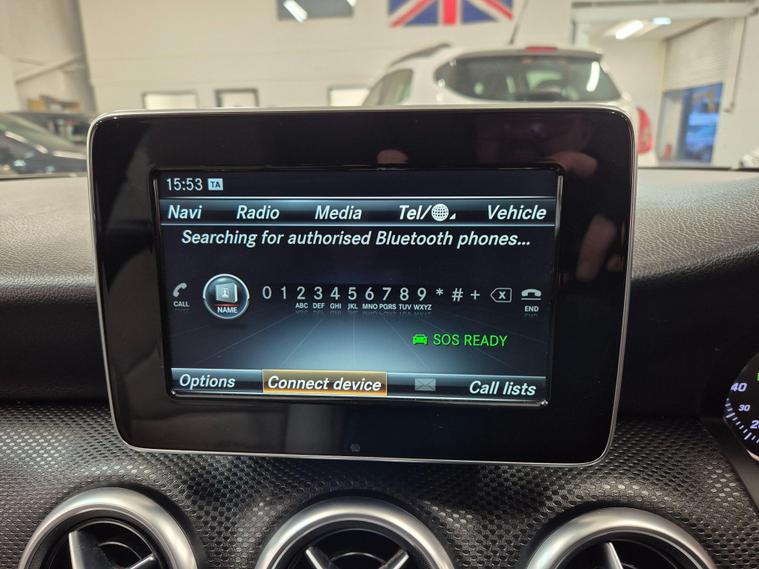 15:53 TA
Navi Radio Media Tel/ Vehicle
Searching for authorised Bluetooth phones...
0 1 2 3 4 5 6 7 8 9 * # +
ABC DEF GHI JKL MNO PQRS TUV WXYZ
CALL NAME END
SOS READY
Options Connect device Call lists
40
30